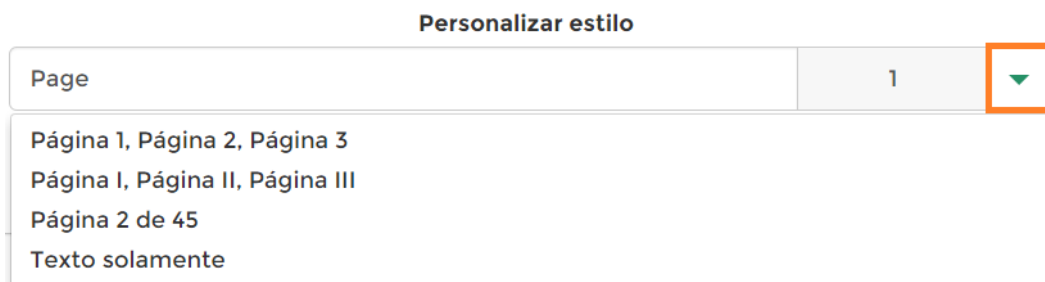 Personalizar estilo
Page 1
Página 1, Página 2, Página 3
Página I, Página II, Página III
Página 2 de 45
Texto solamente